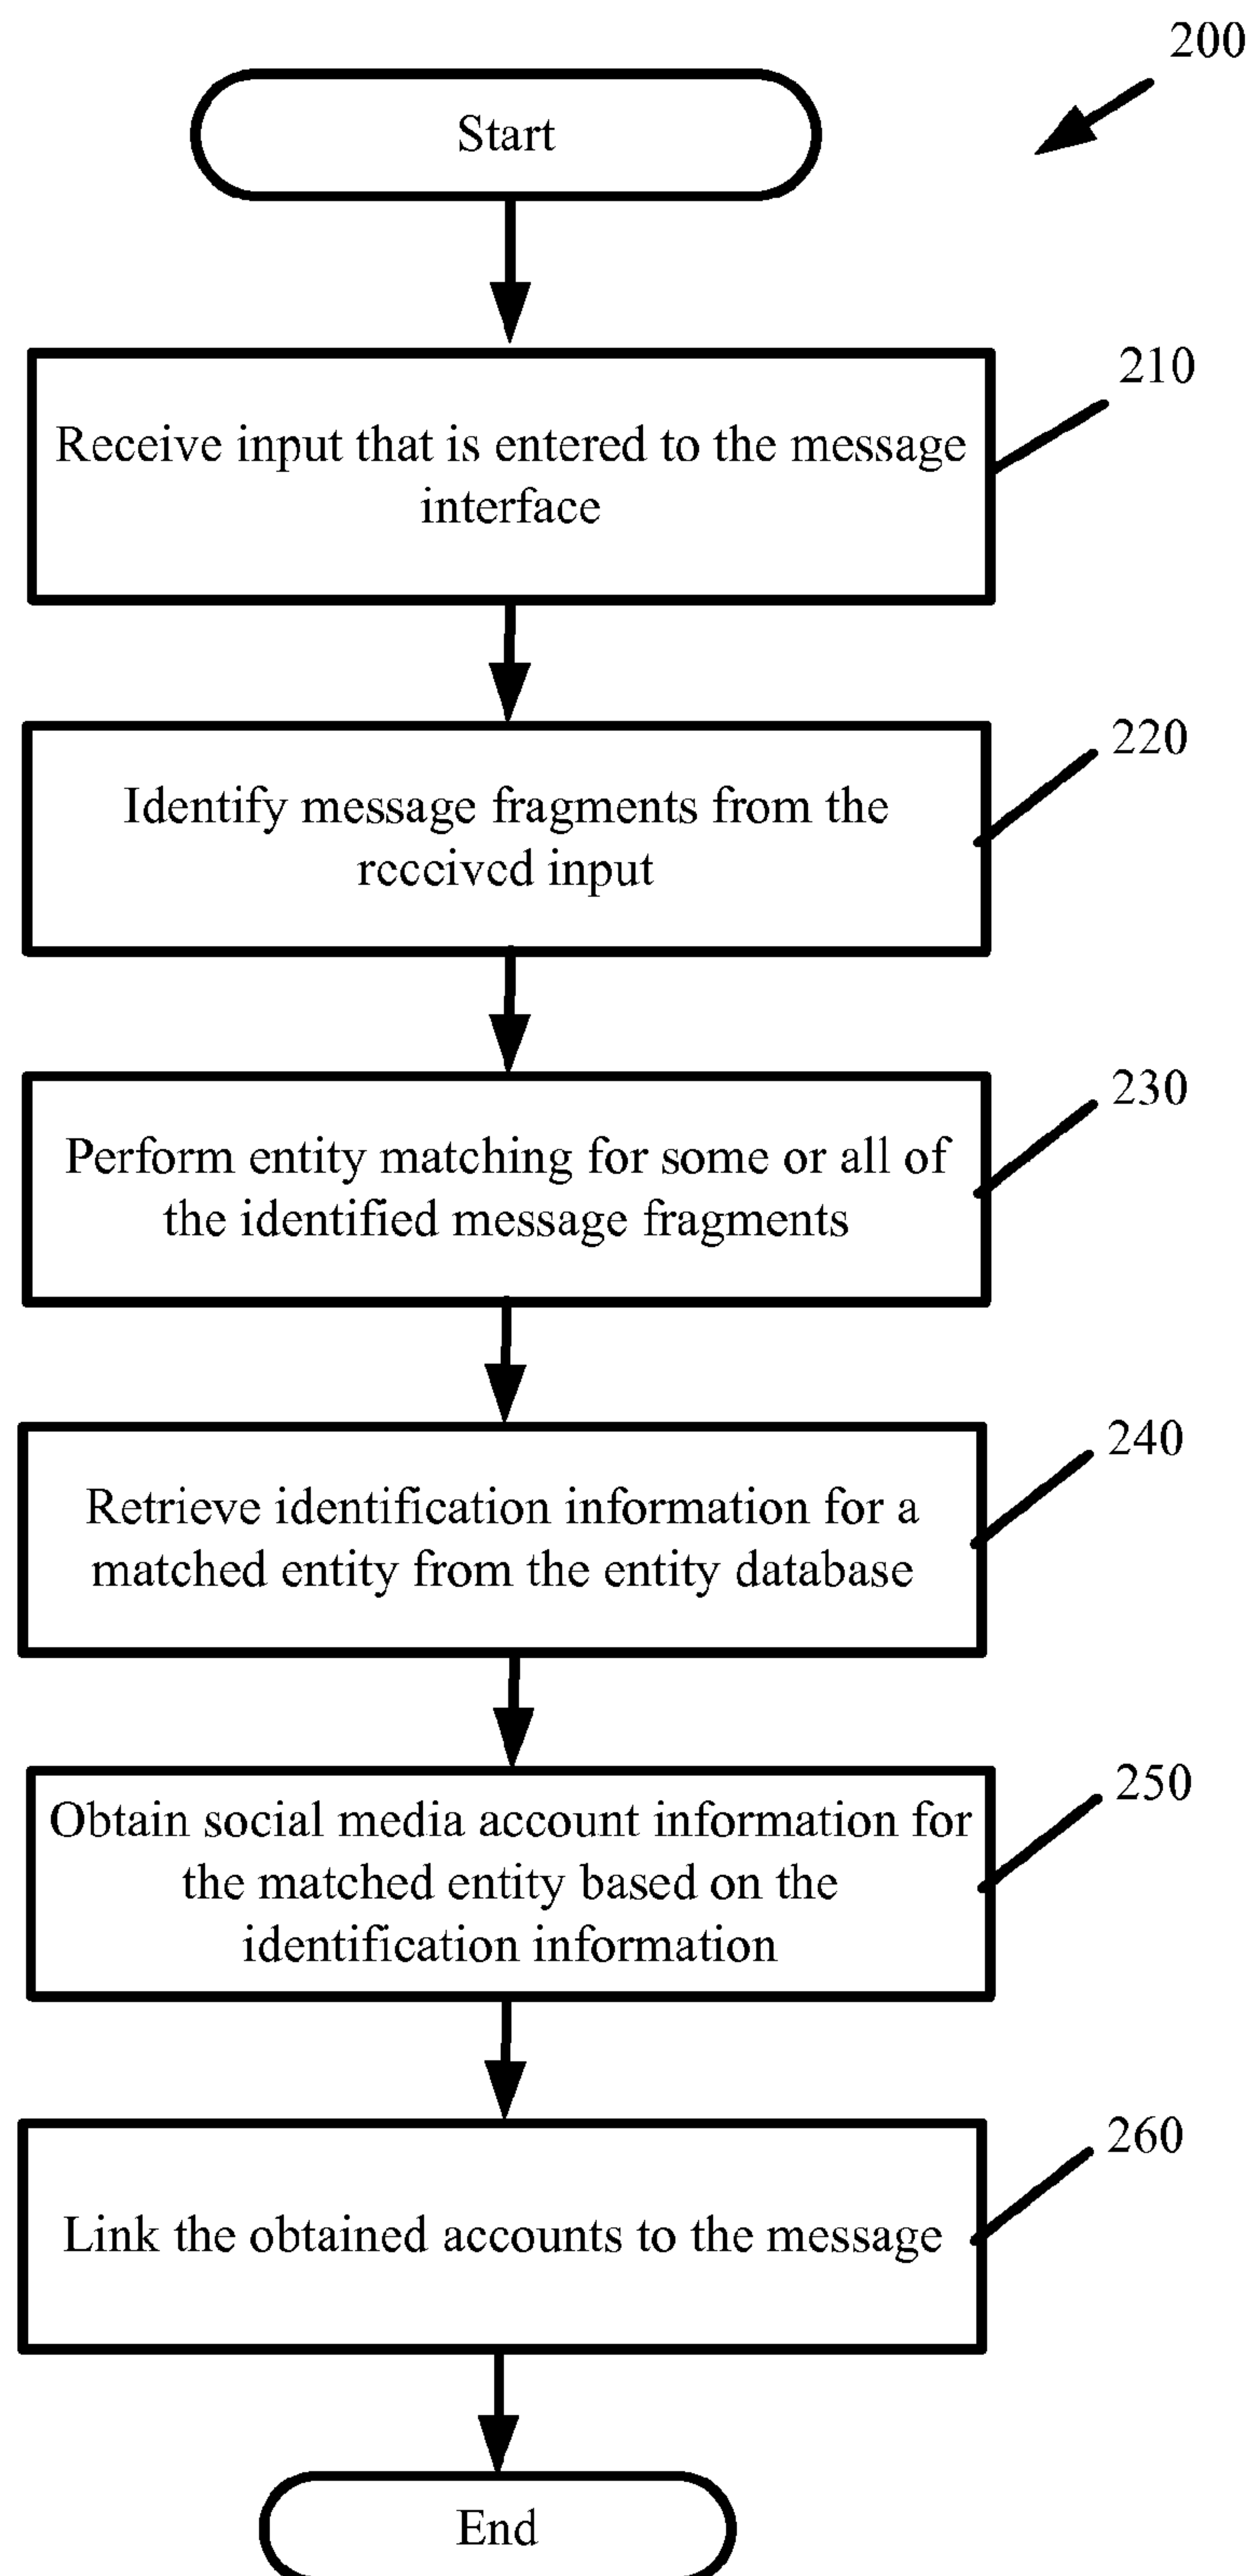 200
Start
210
Receive input that is entered to the message
interface
220
Identify message fragments from the
received input
230
Perform entity matching for some or all of
the identified message fragments
240
Retrieve identification information for a
matched entity from the entity database
250
Obtain social media account information for
the matched entity based on the
identification information
260
Link the obtained accounts to the message
End